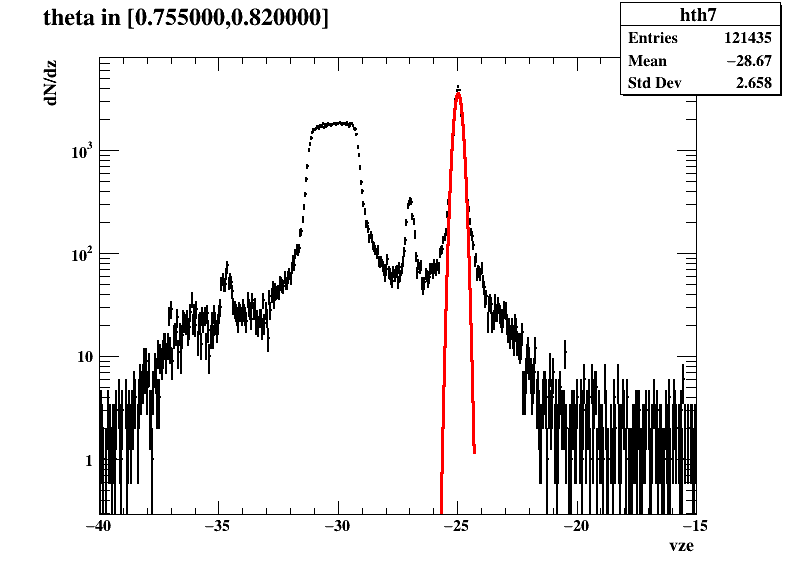 theta in [0.755000,0.820000]
hth7
Entries 121435
Mean −28.67
Std Dev 2.658
dN/dz
10³
10²
10
1
−40 −35 −30 −25 −20 −15
vze